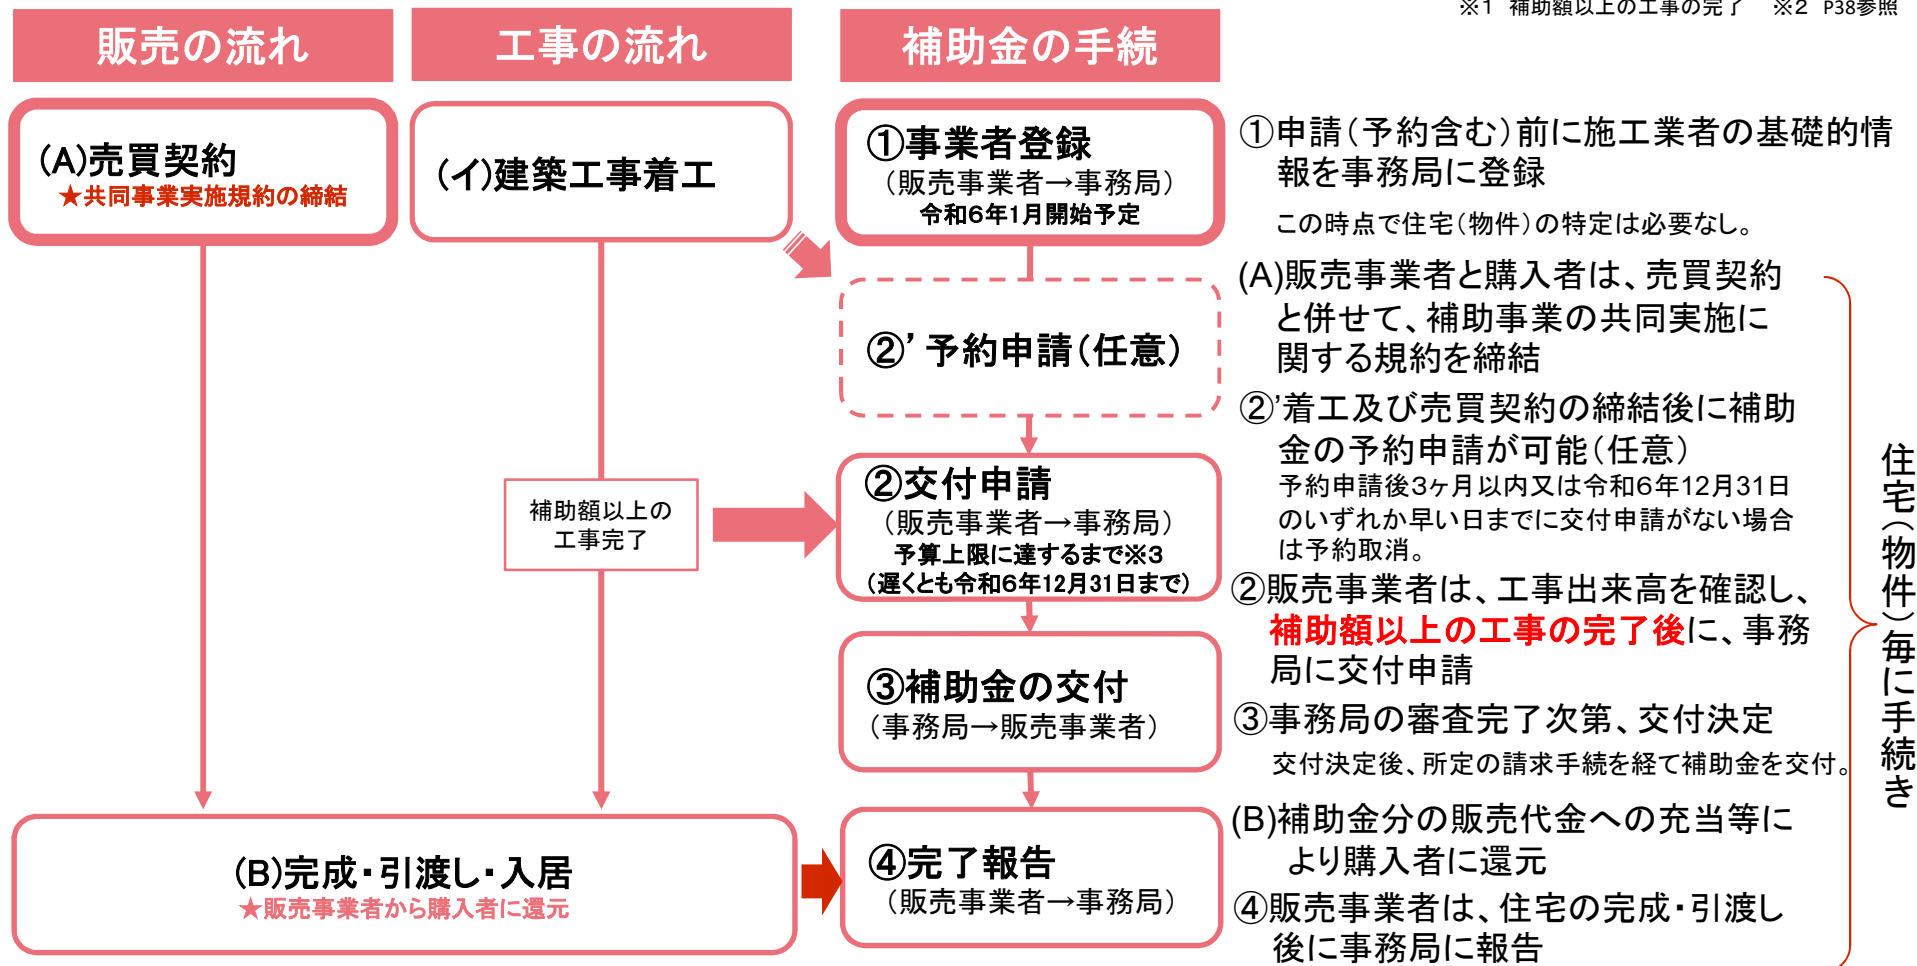 ※1 補助額以上の工事の完了 ※2 P38参照
販売の流れ
工事の流れ
補助金の手続
(A)売買契約
★共同事業実施規約の締結
(イ)建築工事着工
①事業者登録
(販売事業者→事務局)
令和6年1月開始予定
②’予約申請(任意)
補助額以上の
工事完了
②交付申請
(販売事業者→事務局)
予算上限に達するまで※3
(遅くとも令和6年12月31日まで)
③補助金の交付
(事務局→販売事業者)
(B)完成・引渡し・入居
★販売事業者から購入者に還元
④完了報告
(販売事業者→事務局)
①申請(予約含む)前に施工業者の基礎的情
報を事務局に登録
この時点で住宅(物件)の特定は必要なし。
(A)販売事業者と購入者は、売買契約
と併せて、補助事業の共同実施に
関する規約を締結
②’着工及び売買契約の締結後に補助
金の予約申請が可能(任意)
予約申請後3ヶ月以内又は令和6年12月31日
のいずれか早い日までに交付申請がない場合
は予約取消。
②販売事業者は、工事出来高を確認し、
補助額以上の工事の完了後に、事務
局に交付申請
③事務局の審査完了次第、交付決定
交付決定後、所定の請求手続を経て補助金を交付。
(B)補助金分の販売代金への充当等に
より購入者に還元
④販売事業者は、住宅の完成・引渡し
後に事務局に報告
住宅(物件)毎に手続き